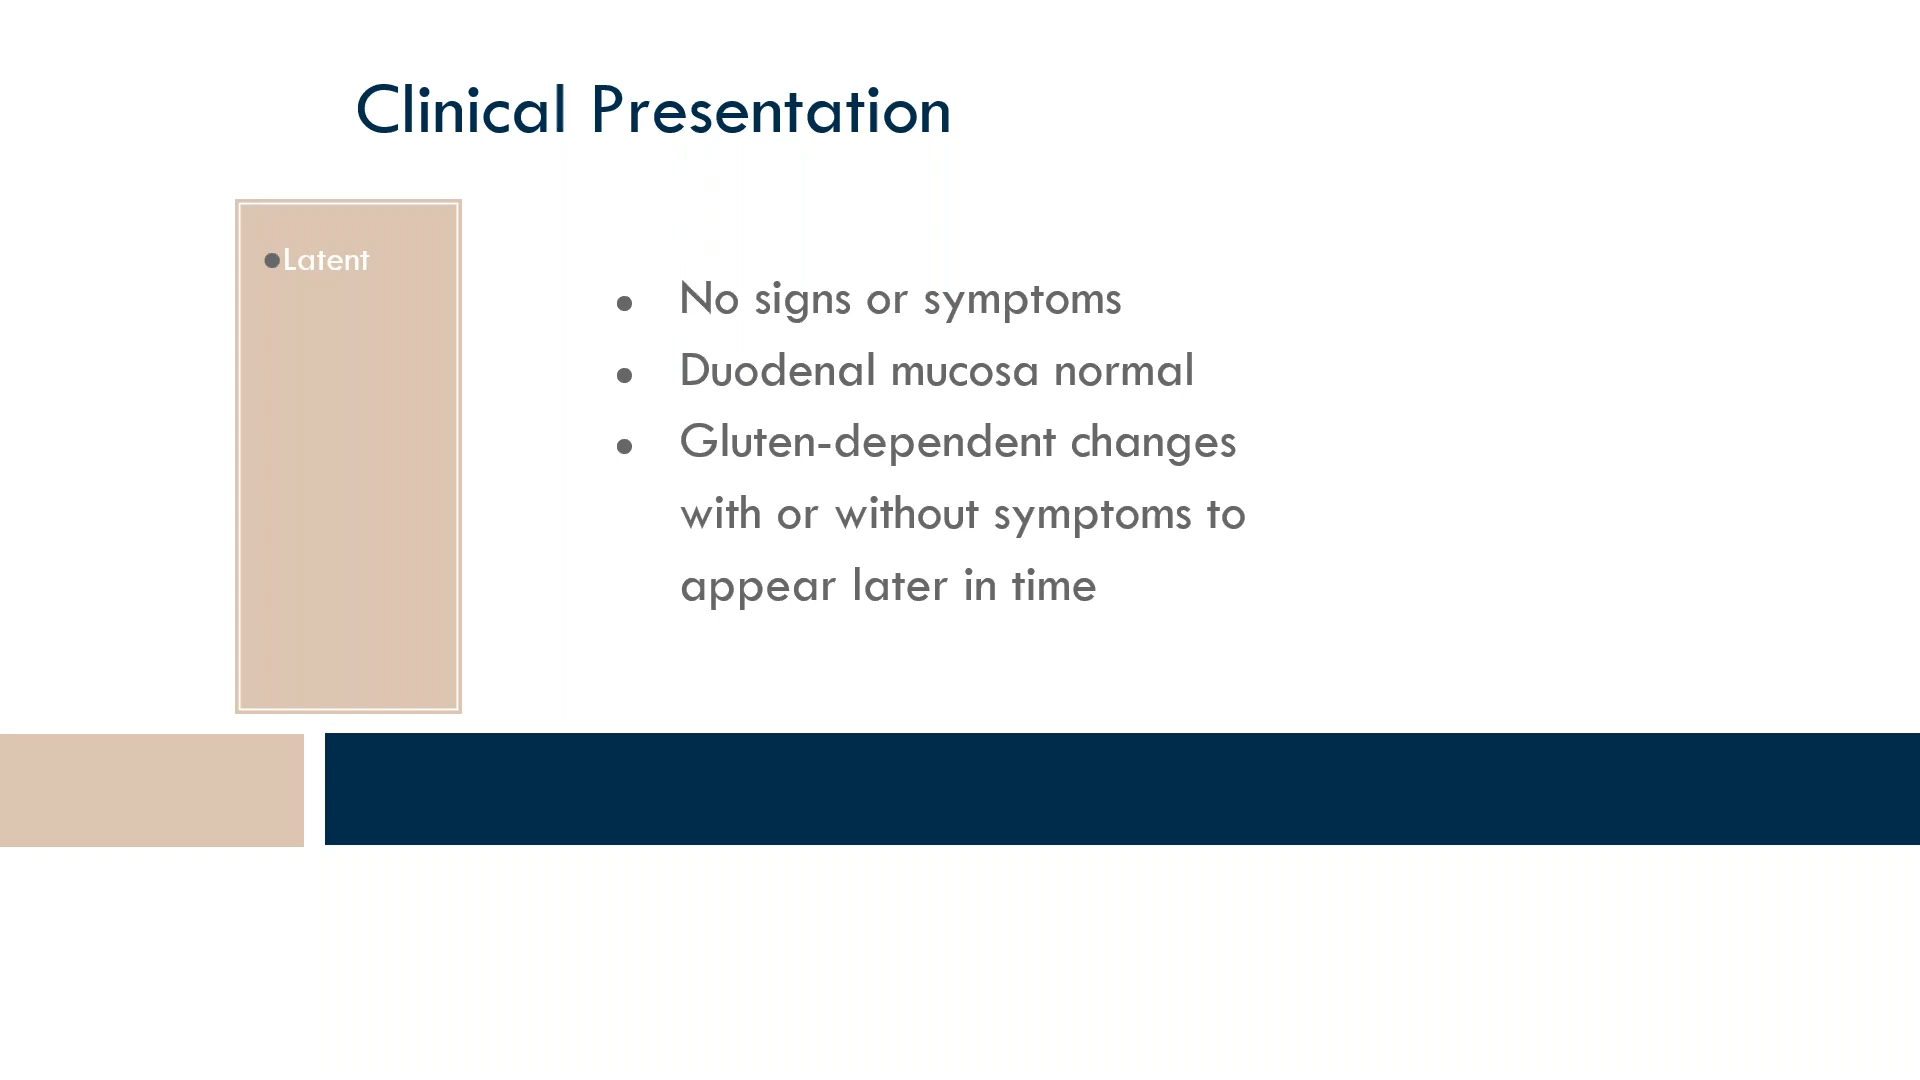 Clinical Presentation
●Latent
● No signs or symptoms
● Duodenal mucosa normal
● Gluten-dependent changes
with or without symptoms to
appear later in time